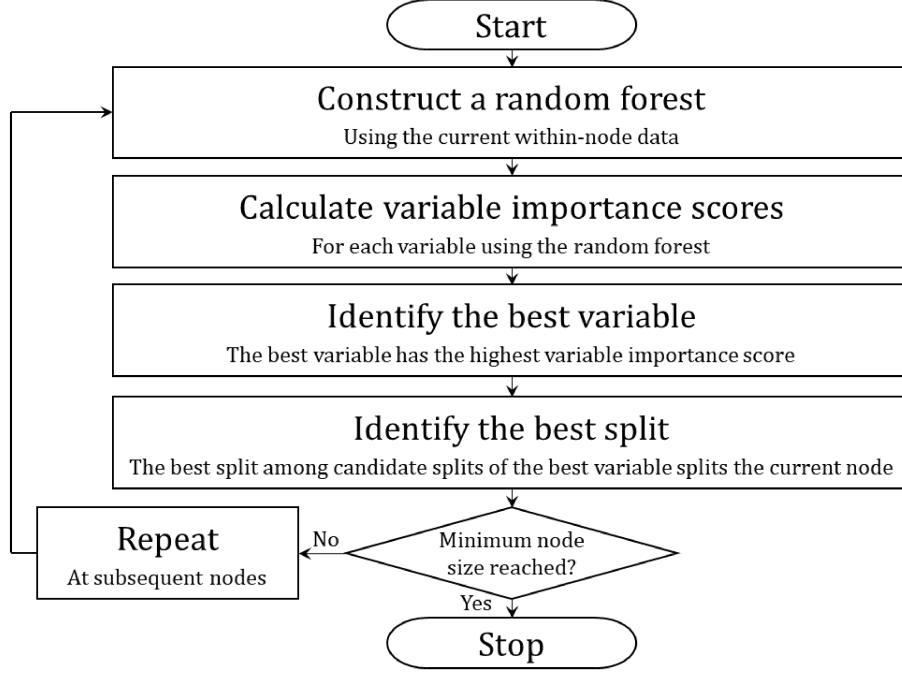 Start
Construct a random forest
Using the current within-node data
Calculate variable importance scores
For each variable using the random forest
Identify the best variable
The best variable has the highest variable importance score
Identify the best split
The best split among candidate splits of the best variable splits the current node
Repeat
At subsequent nodes
No
Minimum node
size reached?
Yes
Stop